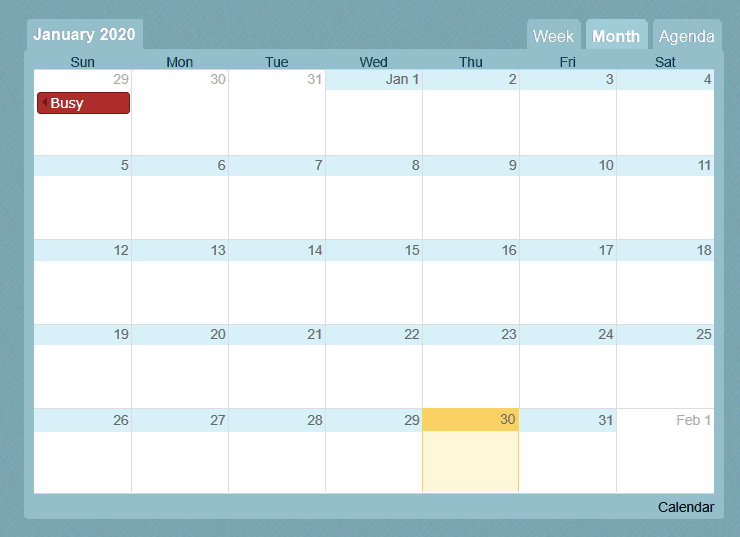 January 2020 Week Month Agenda
Sun Mon Tue Wed Thu Fri Sat
29 30 31 Jan 1 2 3 4
Busy
5 6 7 8 9 10 11
12 13 14 15 16 17 18
19 20 21 22 23 24 25
26 27 28 29 30 31 Feb 1
Calendar